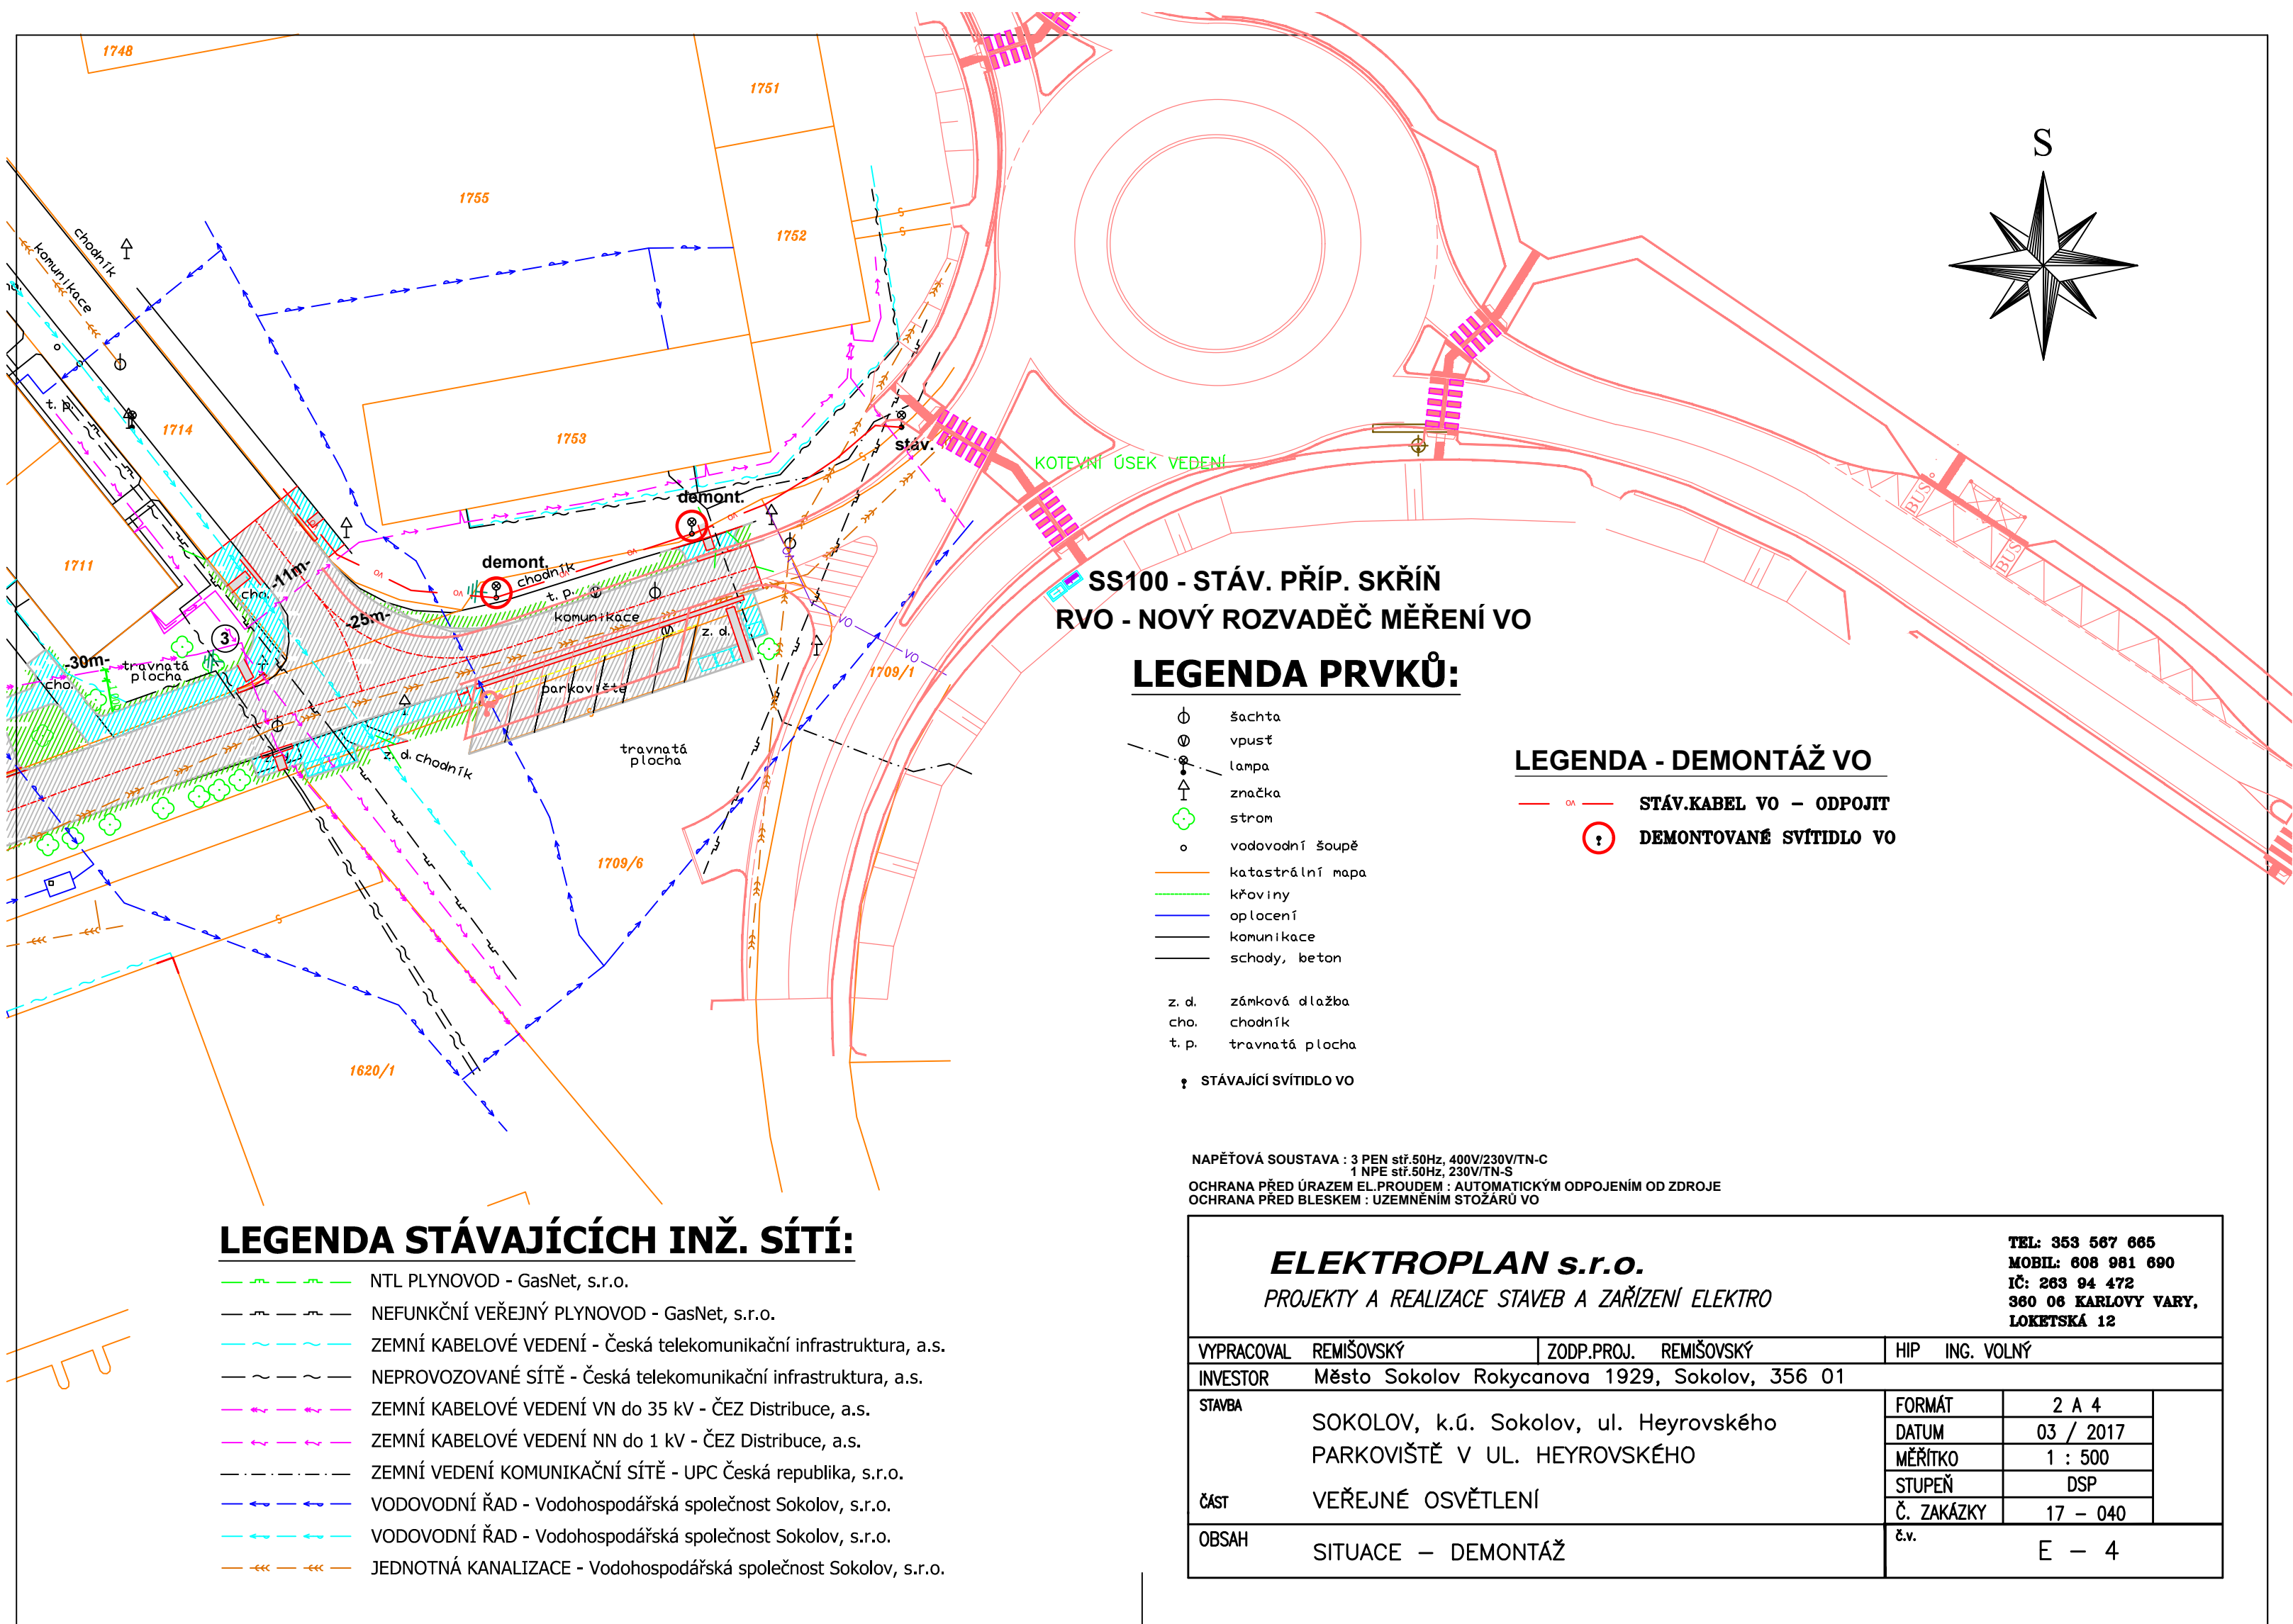 1748
1751
1755
1752
S
chodník
komunikace
t. p.
1714
1753
stáv.
KOTEVNÍ ÚSEK VEDENÍ
demont.
demont.
chodník
t. p.
komunikace
z. d.
1711
-11m-
cho.
-25m-
3
-30m-
travnatá
plocha
cho.
parkoviště
VO
VO
1709/1
z. d. chodník
travnatá
plocha
1709/6
1620/1
BUS
BUS
SS100 - STÁV. PŘÍP. SKŘÍŇ
RVO - NOVÝ ROZVADĚČ MĚŘENÍ VO
LEGENDA PRVKŮ:
šachta
vpusť
lampa
značka
strom
vodovodní šoupě
katastrální mapa
křoviny
oplocení
komunikace
schody, beton
z. d. zámková dlažba
cho. chodník
t. p. travnatá plocha
STÁVAJÍCÍ SVÍTIDLO VO
LEGENDA - DEMONTÁŽ VO
VO STÁV.KABEL VO - ODPOJIT
DEMONTOVANÉ SVÍTIDLO VO
NAPĚŤOVÁ SOUSTAVA : 3 PEN stř.50Hz, 400V/230V/TN-C
1 NPE stř.50Hz, 230V/TN-S
OCHRANA PŘED ÚRAZEM EL.PROUDEM : AUTOMATICKÝM ODPOJENÍM OD ZDROJE
OCHRANA PŘED BLESKEM : UZEMNĚNÍM STOŽÁRŮ VO
LEGENDA STÁVAJÍCÍCH INŽ. SÍTÍ:
NTL PLYNOVOD - GasNet, s.r.o.
NEFUNKČNÍ VEŘEJNÝ PLYNOVOD - GasNet, s.r.o.
ZEMNÍ KABELOVÉ VEDENÍ - Česká telekomunikační infrastruktura, a.s.
NEPROVOZOVANÉ SÍTĚ - Česká telekomunikační infrastruktura, a.s.
ZEMNÍ KABELOVÉ VEDENÍ VN do 35 kV - ČEZ Distribuce, a.s.
ZEMNÍ KABELOVÉ VEDENÍ NN do 1 kV - ČEZ Distribuce, a.s.
ZEMNÍ VEDENÍ KOMUNIKAČNÍ SÍTĚ - UPC Česká republika, s.r.o.
VODOVODNÍ ŘAD - Vodohospodářská společnost Sokolov, s.r.o.
VODOVODNÍ ŘAD - Vodohospodářská společnost Sokolov, s.r.o.
JEDNOTNÁ KANALIZACE - Vodohospodářská společnost Sokolov, s.r.o.
ELEKTROPLAN s.r.o.
PROJEKTY A REALIZACE STAVEB A ZAŘÍZENÍ ELEKTRO
TEL: 353 567 665
MOBIL: 608 981 690
IČ: 263 94 472
360 06 KARLOVY VARY,
LOKETSKÁ 12
VYPRACOVAL REMIŠOVSKÝ ZODP.PROJ. REMIŠOVSKÝ HIP ING. VOLNÝ
INVESTOR Město Sokolov Rokycanova 1929, Sokolov, 356 01
STAVBA SOKOLOV, k.ú. Sokolov, ul. Heyrovského
PARKOVIŠTĚ V UL. HEYROVSKÉHO
ČÁST VEŘEJNÉ OSVĚTLENÍ
OBSAH SITUACE - DEMONTÁŽ
FORMÁT 2 A 4
DATUM 03 / 2017
MĚŘÍTKO 1 : 500
STUPEŇ DSP
Č. ZAKÁZKY 17 - 040
č.v. E - 4